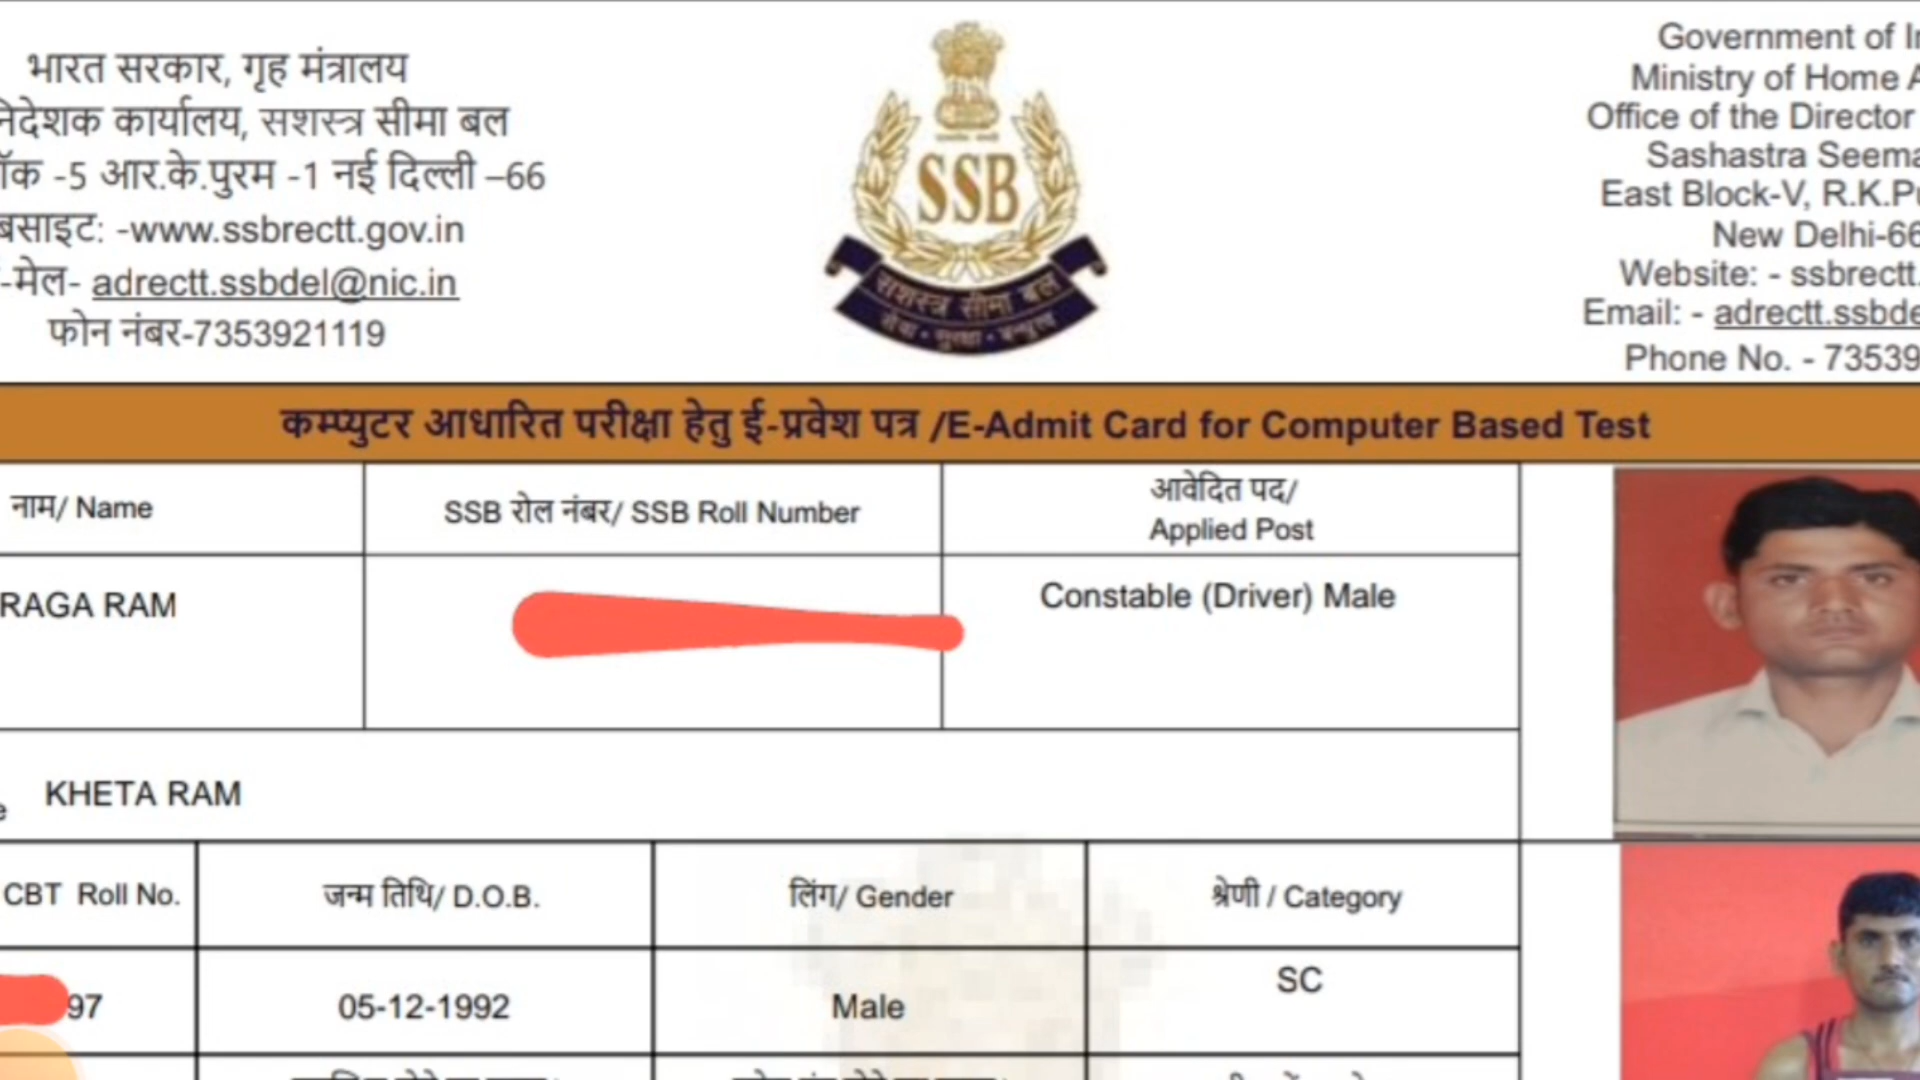 भारत सरकार, गृह मंत्रालय
कार्यालय, सशस्त्र सीमा बल
-5 आर.के.पुरम -1 नई दिल्ली –66
-www.ssbrectt.gov.in
-मेल- adrectt.ssbdel@nic.in
फोन नंबर-7353921119
SSB
सशस्त्र सीमा बल
Government of
Ministry of Home
Office of the Director
Sashastra Seema
East Block-V, R.K.
New Delhi-66
Website: - ssbrectt.
Email: - adrectt.ssbde
Phone No. - 73539
कम्प्युटर आधारित परीक्षा हेतु ई-प्रवेश पत्र /E-Admit Card for Computer Based Test
नाम/ Name
SSB रोल नंबर/ SSB Roll Number
आवेदित पद/
Applied Post
RAGA RAM
Constable (Driver) Male
KHETA RAM
CBT Roll No.
जन्म तिथि/ D.O.B.
लिंग/ Gender
श्रेणी / Category
97
05-12-1992
Male
SC